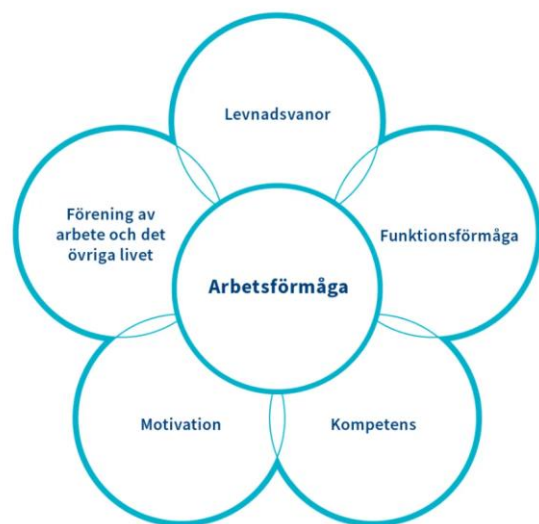 Levnadsvanor
Förening av
arbete och det
övriga livet
Funktionsförmåga
Arbetsförmåga
Motivation
Kompetens